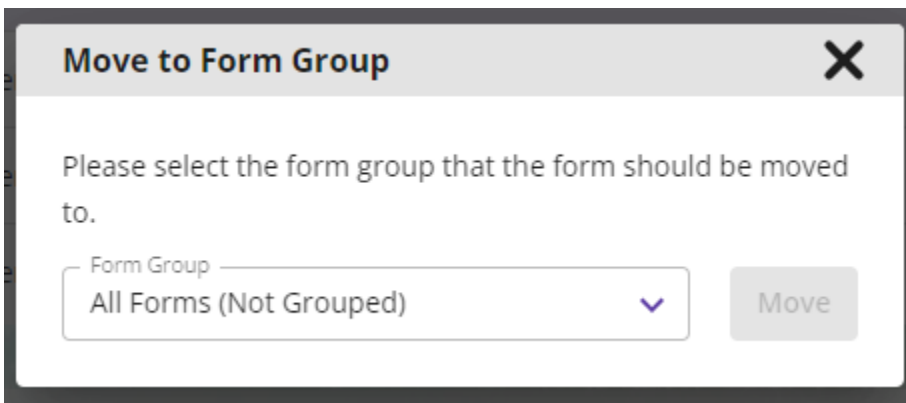 Move to Form Group
Please select the form group that the form should be moved
to.
Form Group
All Forms (Not Grouped)
Move